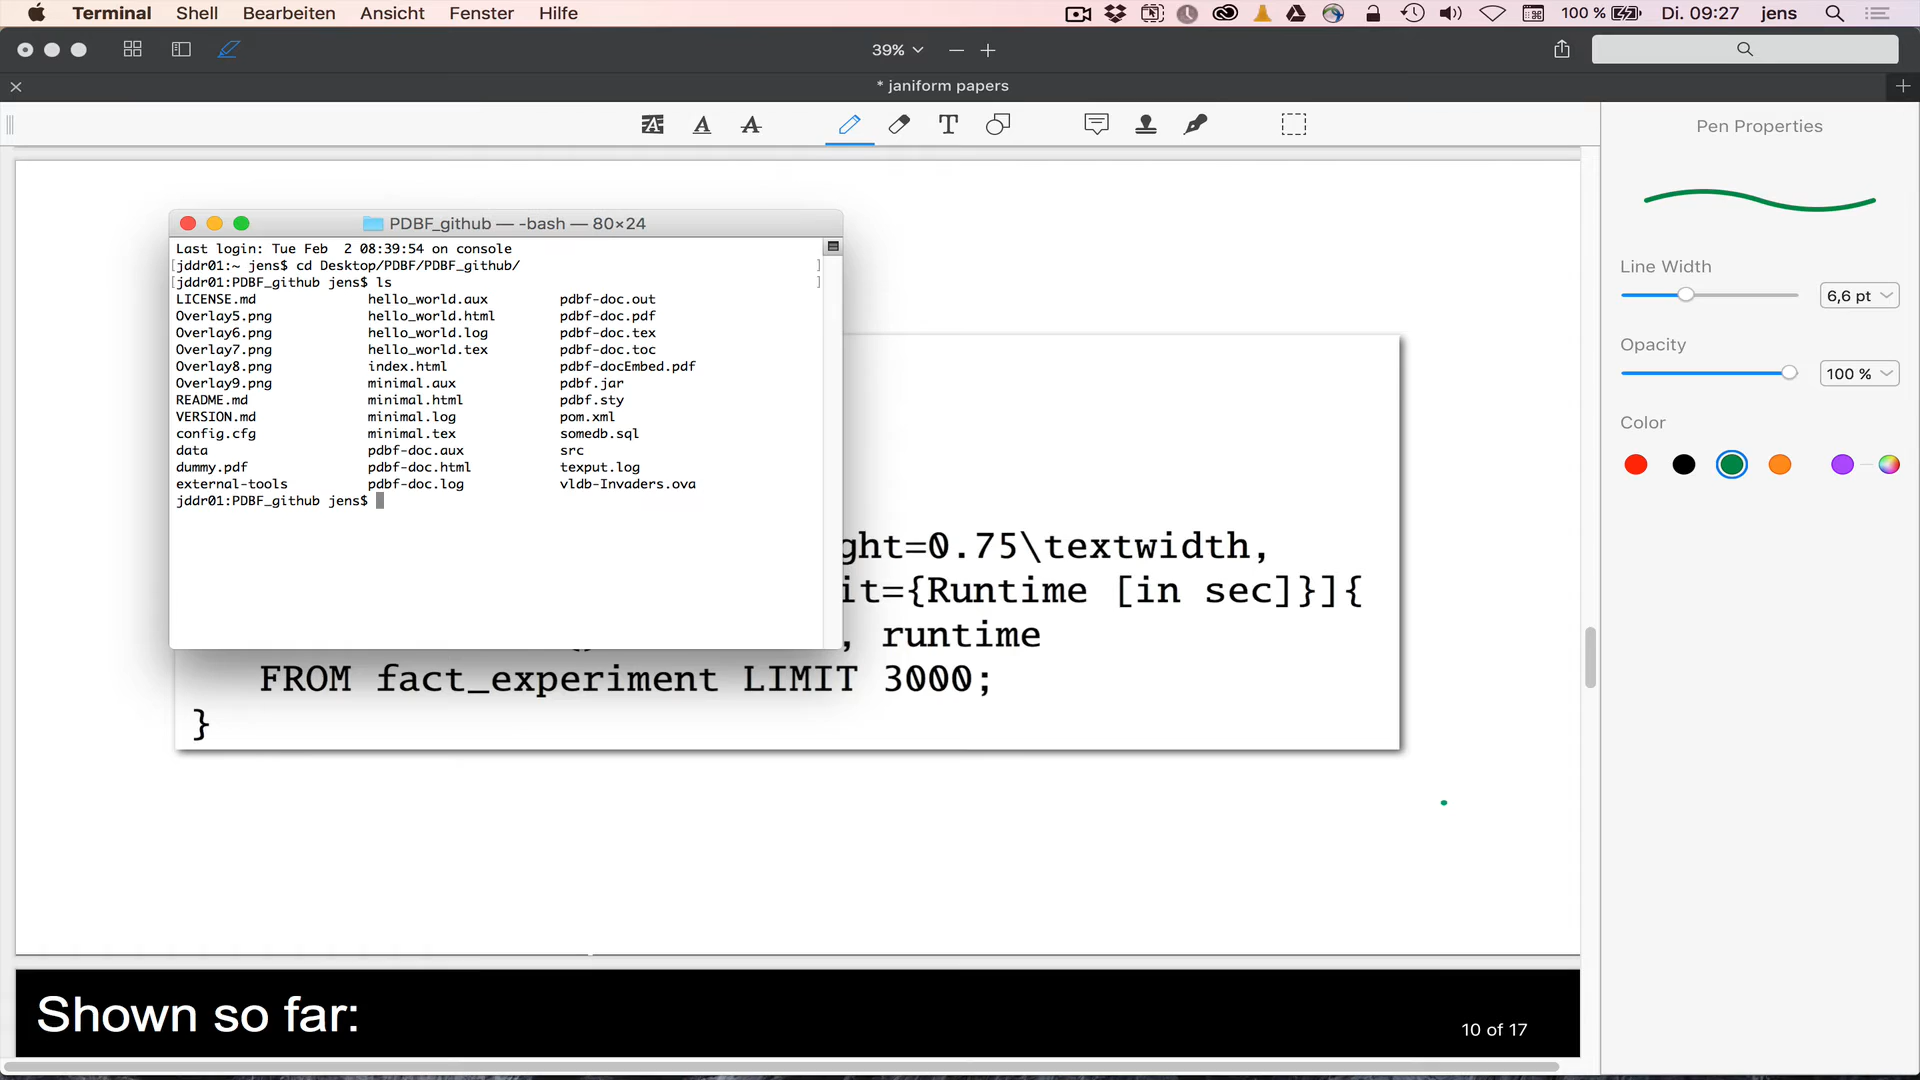 Terminal Shell Bearbeiten Ansicht Fenster Hilfe 100 % Di. 09:27 jens
39%
* janiform papers
Pen Properties
Line Width
6,6 pt
Opacity
100 %
Color
PDBF_github — -bash — 80×24
Last login: Tue Feb  2 08:39:54 on console
[jddr01:~ jens$ cd Desktop/PDBF/PDBF_github/ ]
[jddr01:PDBF_github jens$ ls ]
LICENSE.md hello_world.aux pdbf-doc.out
Overlay5.png hello_world.html pdbf-doc.pdf
Overlay6.png hello_world.log pdbf-doc.tex
Overlay7.png hello_world.tex pdbf-doc.toc
Overlay8.png index.html pdbf-docEmbed.pdf
Overlay9.png minimal.aux pdbf.jar
README.md minimal.html pdbf.sty
VERSION.md minimal.log pom.xml
config.cfg minimal.tex somedb.sql
data pdbf-doc.aux src
dummy.pdf pdbf-doc.html texput.log
external-tools pdbf-doc.log vldb-Invaders.ova
jddr01:PDBF_github jens$
ght=0.75\textwidth,
it={Runtime [in sec]}]{
, runtime
FROM fact_experiment LIMIT 3000;
}
Shown so far:
10 of 17